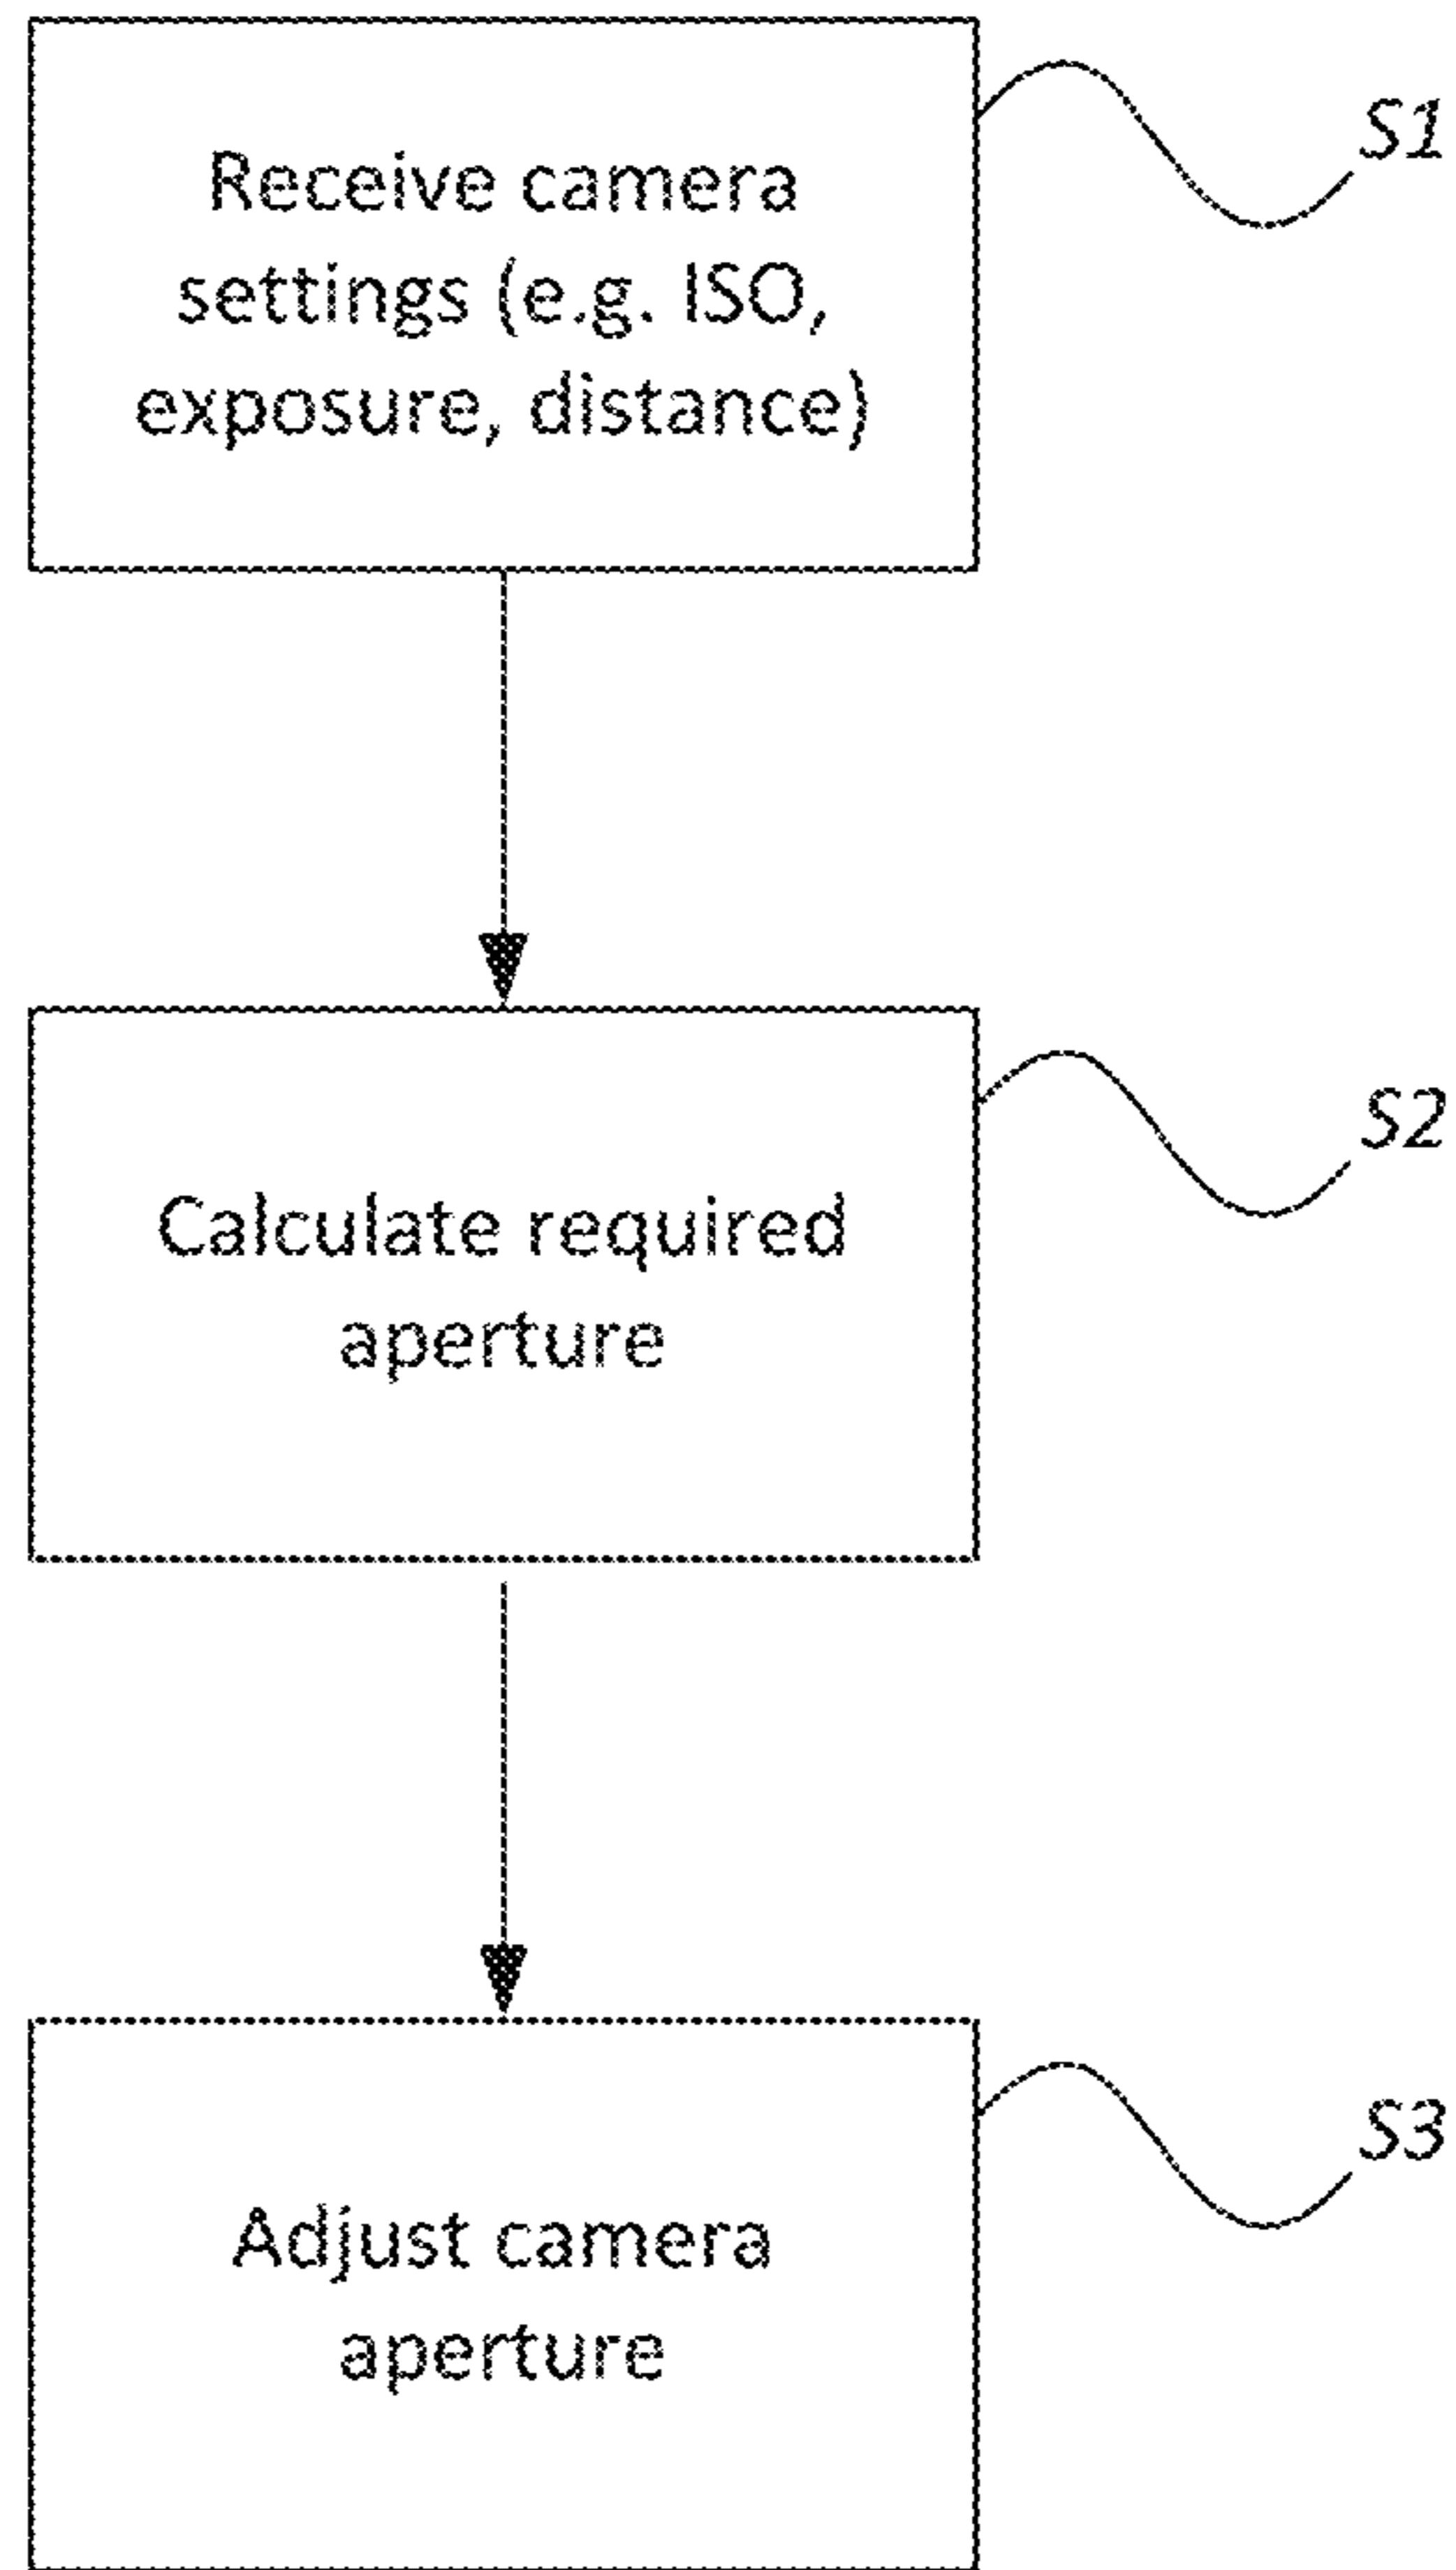 Receive camera
settings (e.g. ISO,
exposure, distance)
S1
Calculate required
aperture
S2
Adjust camera
aperture
S3